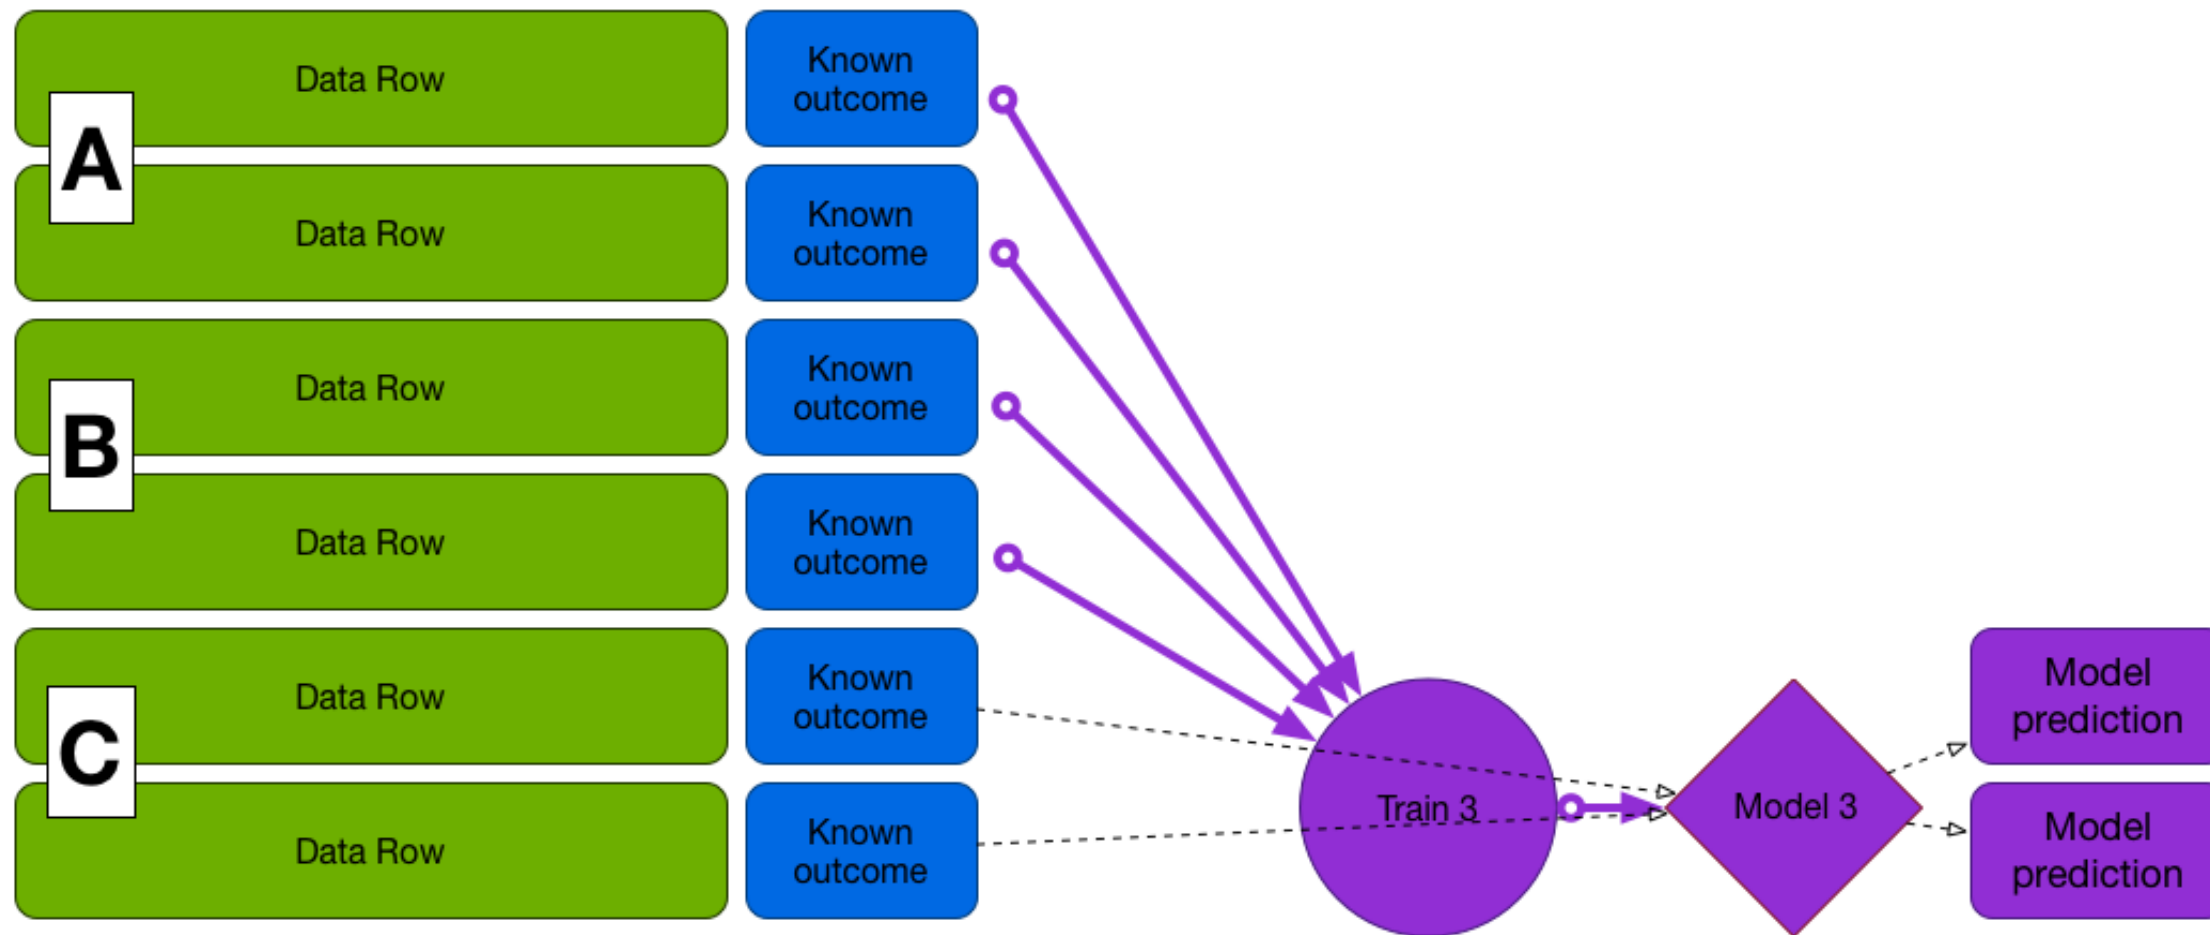 Data Row
Known
outcome
A
Data Row
Known
outcome
Data Row
Known
outcome
B
Data Row
Known
outcome
Data Row
Known
outcome
Model
prediction
C
Train 3
Model 3
Data Row
Known
outcome
Model
prediction